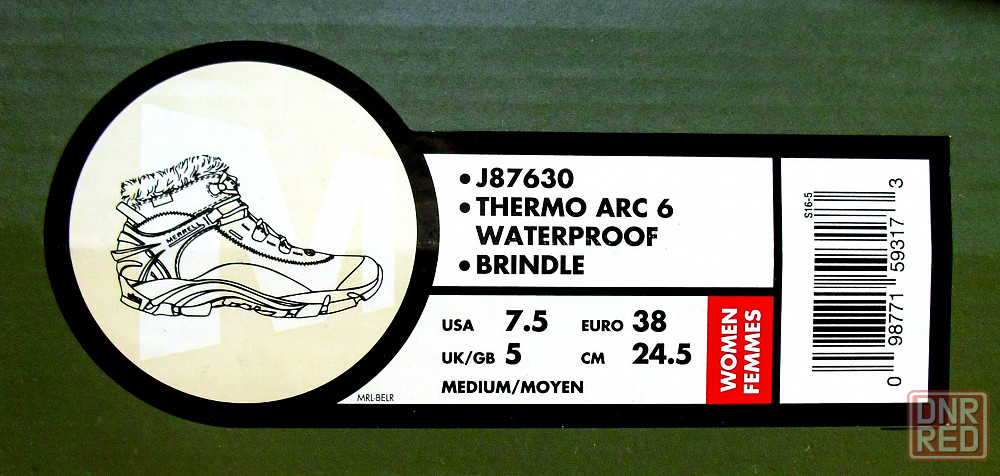 MERRELL
• J87630
• THERMO ARC 6
WATERPROOF
• BRINDLE
USA 7.5 EURO 38
UK/GB 5 CM 24.5
MEDIUM/MOYEN
WOMEN
FEMMES
MRL-BELR
S16-5
0 98771 59317 3
DNR
RED